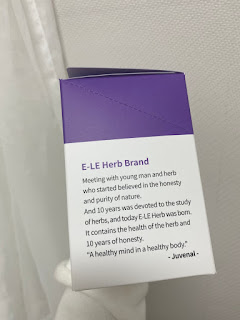 E-LE Herb Brand
Meeting with young man and herb
who started believed in the honesty
and purity of nature.
And 10 years was devoted to the study
of herbs, and today E-LE Herb was born.
It contains the health of the herb and
10 years of honesty.
"A healthy mind in a healthy body."
- Juvenal -